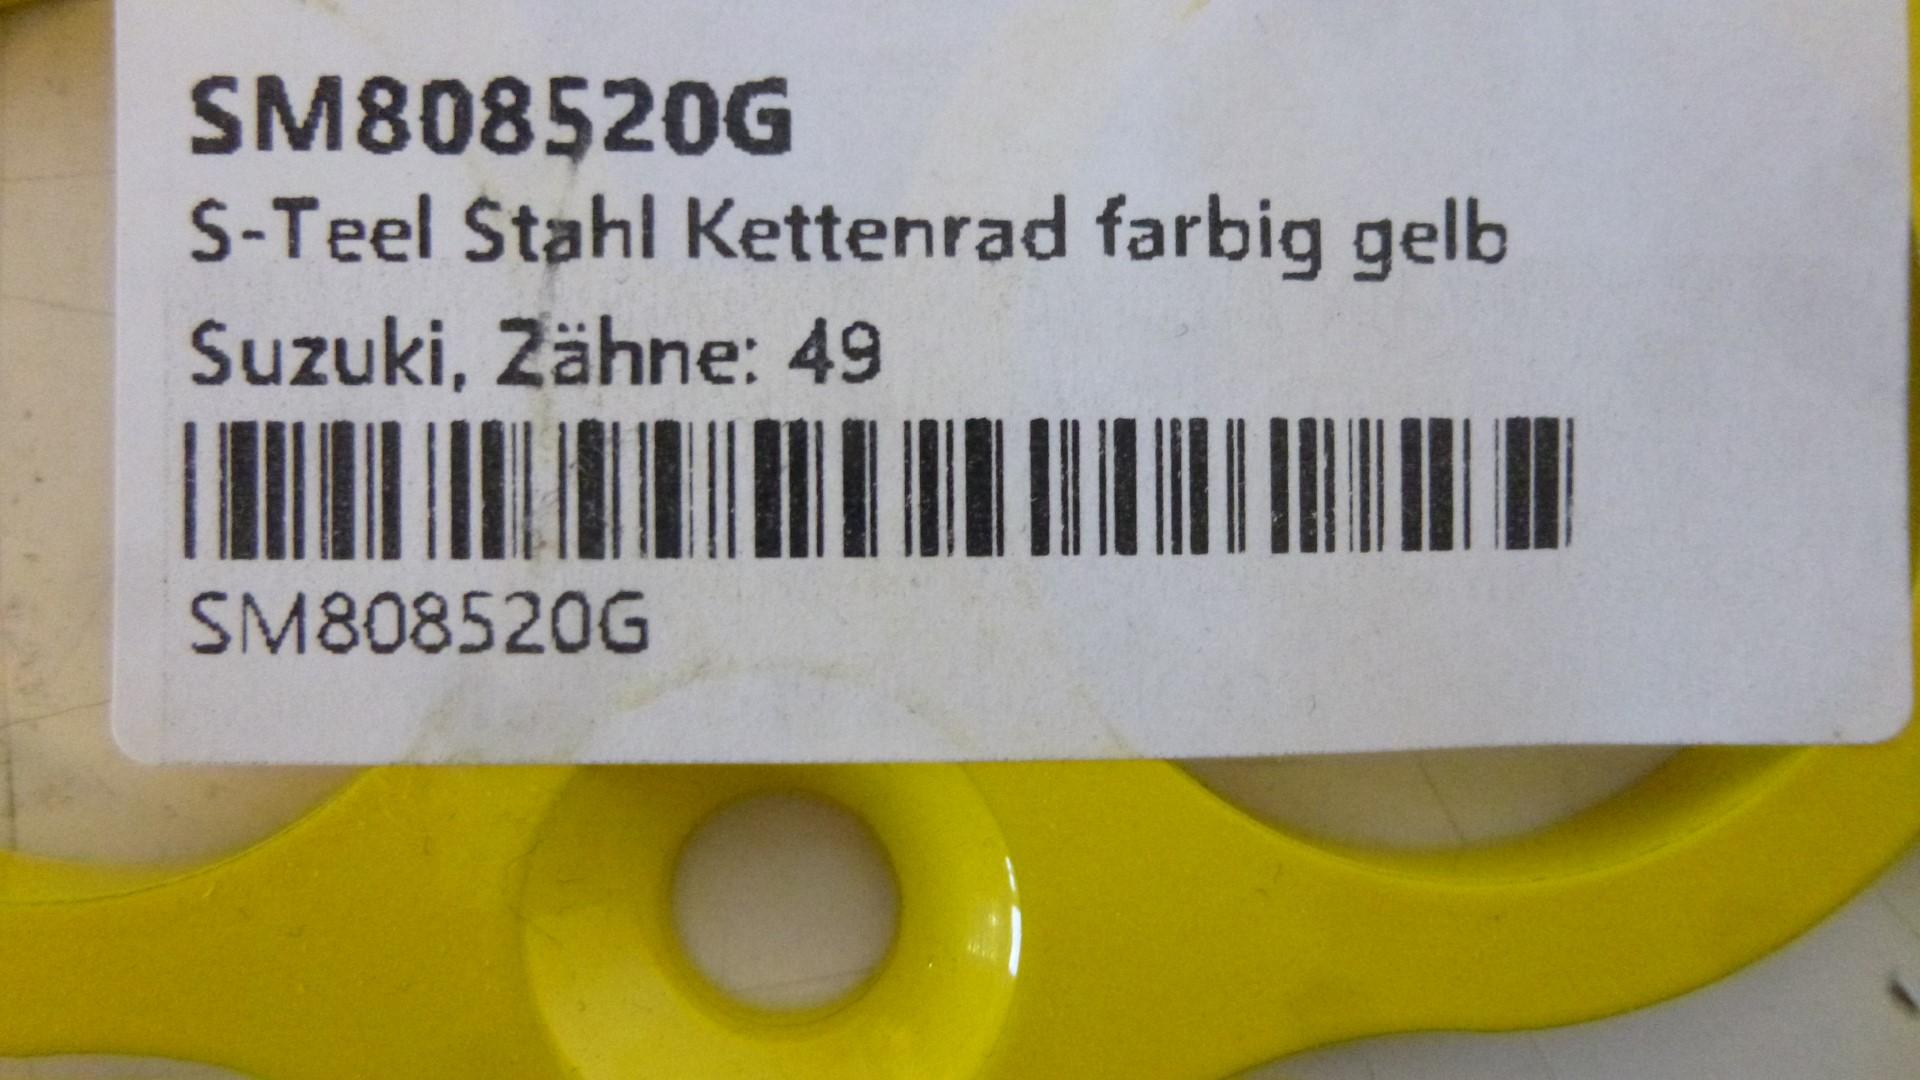 SM808520G
S-Teel Stahl Kettenrad farbig gelb
Suzuki, Zähne: 49
SM808520G